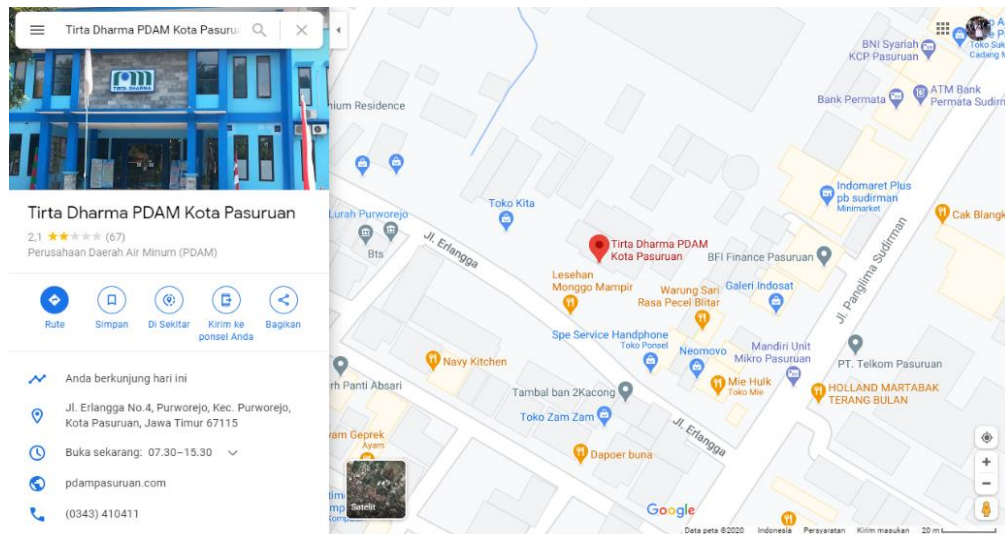 Tirta Dharma PDAM Kota Pasuru
TIRTA DHARMA
Tirta Dharma PDAM Kota Pasuruan
2,1 (67)
Perusahaan Daerah Air Minum (PDAM)
Rute
Simpan
Di Sekitar
Kirim ke
ponsel Anda
Bagikan
Anda berkunjung hari ini
Jl. Erlangga No.4, Purworejo, Kec. Purworejo,
Kota Pasuruan, Jawa Timur 67115
Buka sekarang: 07.30–15.30
pdampasuruan.com
(0343) 410411
nium Residence
Lurah Purworejo
Bts
Toko Kita
Jl. Erlangga
Tirta Dharma PDAM
Kota Pasuruan
BFI Finance Pasuruan
Lesehan
Monggo Mampir
Warung Sari
Rasa Pecel Blitar
Galeri Indosat
Spe Service Handphone
Toko Ponsel
Neomovo
Mandiri Unit
Mikro Pasuruan
Mie Hulk
Toko Mie
Navy Kitchen
rh Panti Absari
Tambal ban 2Kacong
Toko Zam Zam
Jl. Erlangga
Dapoer buna
yam Geprek
Ayam
BNI Syariah
KCP Pasuruan
Toko Suk
Cadang M
Bank Permata
ATM Bank
Permata Sudirm
Indomaret Plus
pb sudirman
Minimarket
Cak Blangk
Jl. Panglima Sudirman
PT. Telkom Pasuruan
HOLLAND MARTABAK
TERANG BULAN
Satelit
Google
Data peta ©2020 Indonesia Persyaratan Kirim masukan 20 m